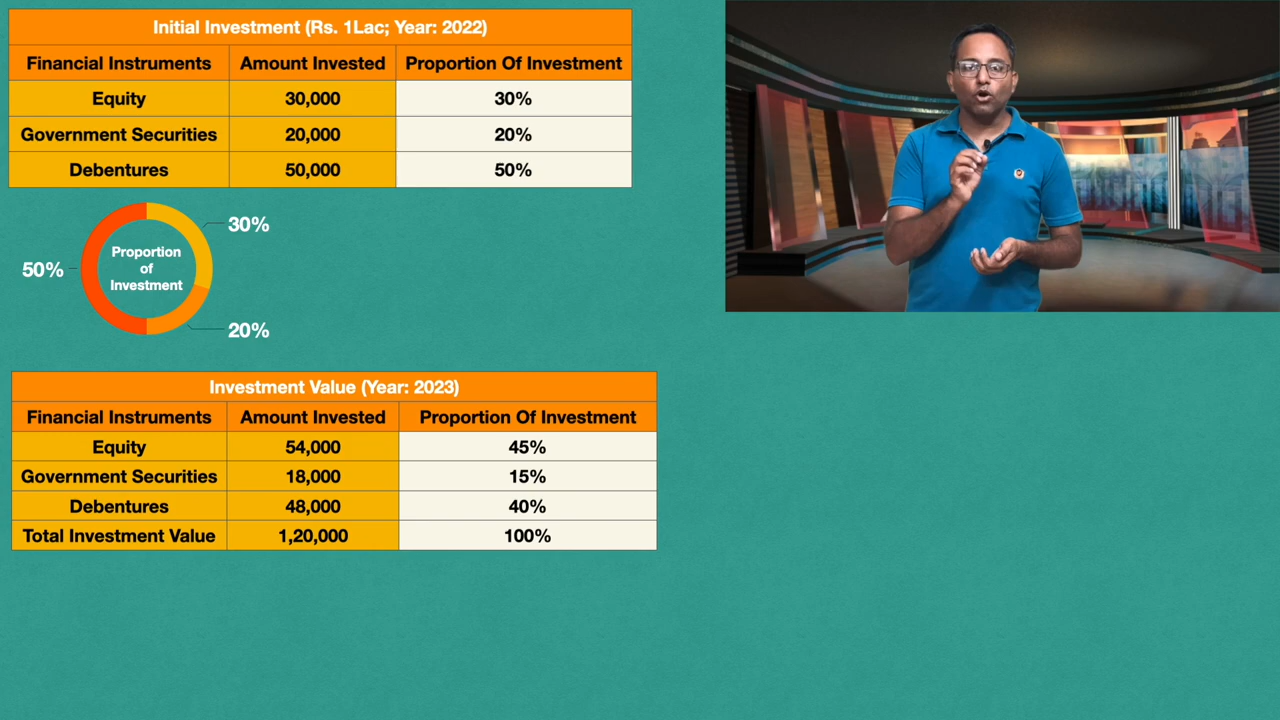 Initial Investment (Rs. 1Lac; Year: 2022)
Financial Instruments Amount Invested Proportion Of Investment
Equity 30,000 30%
Government Securities 20,000 20%
Debentures 50,000 50%
30%
Proportion
of
Investment
50%
20%
Investment Value (Year: 2023)
Financial Instruments Amount Invested Proportion Of Investment
Equity 54,000 45%
Government Securities 18,000 15%
Debentures 48,000 40%
Total Investment Value 1,20,000 100%